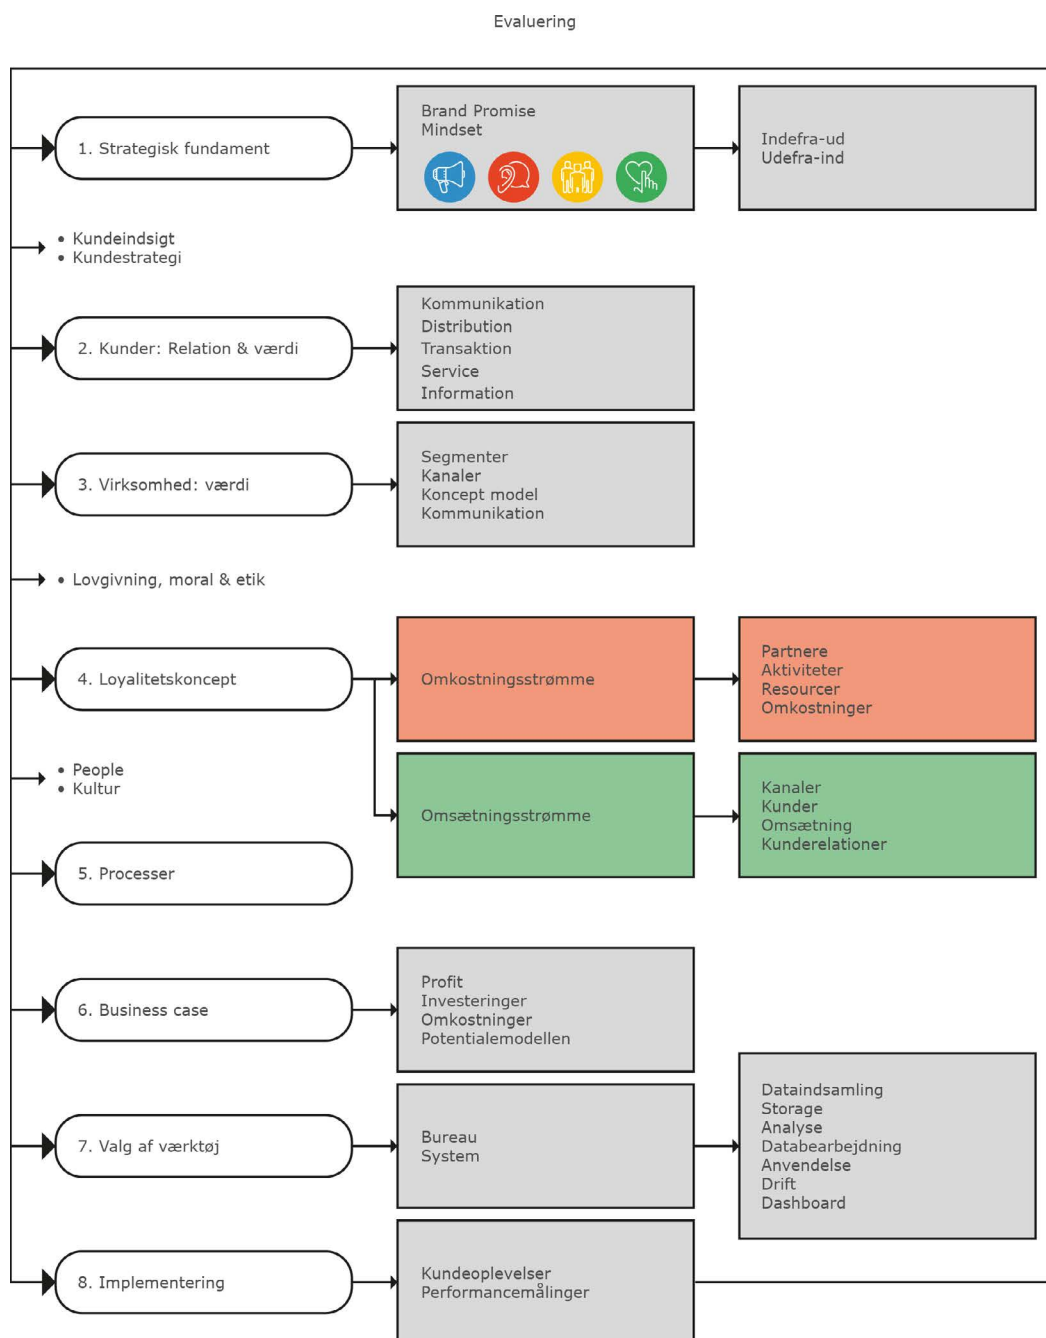 Evaluering
1. Strategisk fundament
Brand Promise
Mindset
Indefra-ud
Udefra-ind
• Kundeindsigt
• Kundestrategi
2. Kunder: Relation & værdi
Kommunikation
Distribution
Transaktion
Service
Information
3. Virksomhed: værdi
Segmenter
Kanaler
Koncept model
Kommunikation
• Lovgivning, moral & etik
4. Loyalitetskoncept
Omkostningsstrømme
Partnere
Aktiviteter
Resourcer
Omkostninger
• People
• Kultur
Omsætningsstrømme
Kanaler
Kunder
Omsætning
Kunderelationer
5. Processer
6. Business case
Profit
Investeringer
Omkostninger
Potentialemodellen
7. Valg af værktøj
Bureau
System
Dataindsamling
Storage
Analyse
Databearbejdning
Anvendelse
Drift
Dashboard
8. Implementering
Kundeoplevelser
Performancemålinger